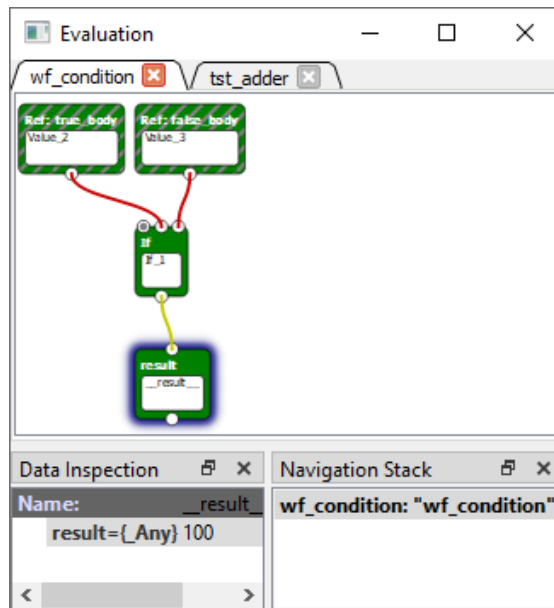 Evaluation
wf_condition tst_adder
Ref: true_body Ref: false_body
Value_2 Value_3
If
If_1
result
__result__
Data Inspection Navigation Stack
Name: __result_ wf_condition: "wf_condition"
result={_Any} 100